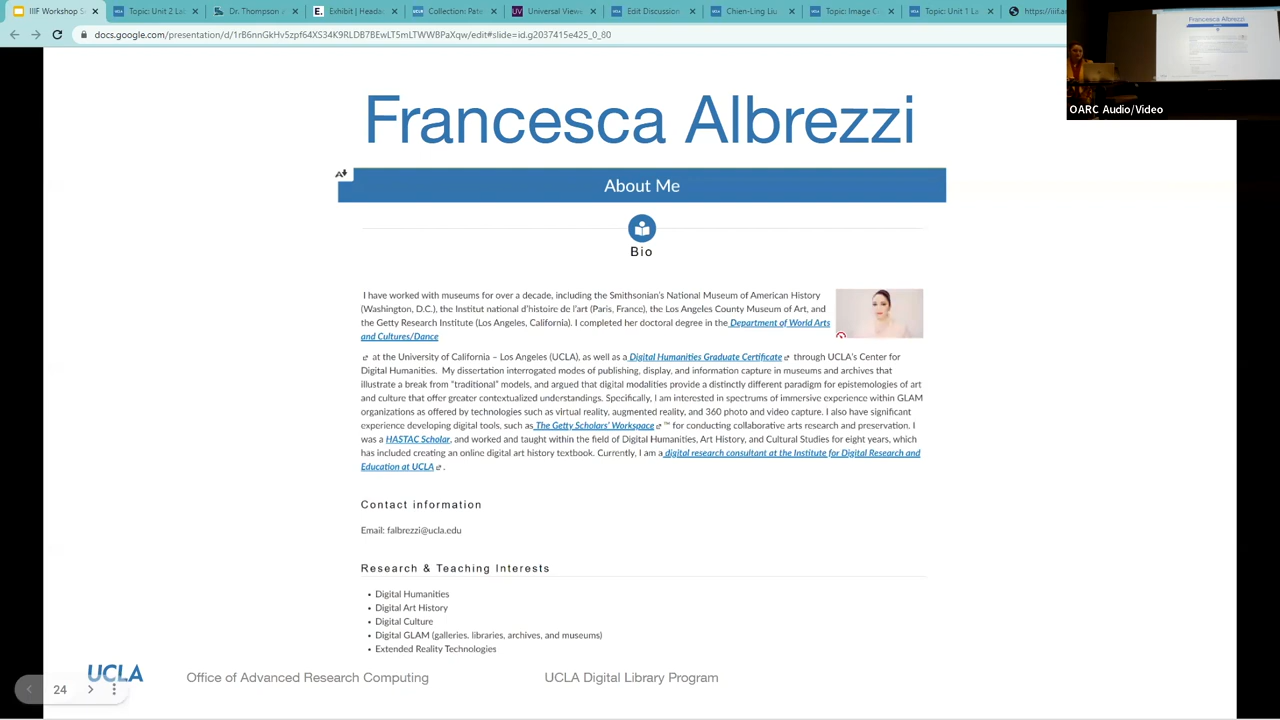 IIIF Workshop S
Topic Unit 2 Lal
Dr. Thompson /
Exhibit | Heade
Collection: Pate
Universal Viewe
Edit Discussion
Chien-Ling Liu
Topic Image C
Topic Unit 1 La
https://iiif.
docs.google.com/presentation/d/1rB6nnGkHv5zpf64XS34K9RLDB7BEwLT5mLTWWBPaXqw/edit#slide=id.g2037415e425_0_80
OARC Audio/Video
Francesca Albrezzi
About Me
Bio
I have worked with museums for over a decade, including the Smithsonian's National Museum of American History
(Washington, D.C.), the Institut national d'histoire de l'art (Paris, France), the Los Angeles County Museum of Art, and
the Getty Research Institute (Los Angeles, California). I completed her doctoral degree in the Department of World Arts
and Cultures/Dance
at the University of California – Los Angeles (UCLA), as well as a Digital Humanities Graduate Certificate through UCLA's Center for
Digital Humanities. My dissertation interrogated modes of publishing, display, and information capture in museums and archives that
illustrate a break from "traditional" models, and argued that digital modalities provide a distinctly different paradigm for epistemologies of art
and culture that offer greater contextualized understandings. Specifically, I am interested in spectrums of immersive experience within GLAM
organizations as offered by technologies such as virtual reality, augmented reality, and 360 photo and video capture. I also have significant
experience developing digital tools, such as The Getty Scholars' Workspace ™ for conducting collaborative arts research and preservation. I
was a HASTAC Scholar, and worked and taught within the field of Digital Humanities, Art History, and Cultural Studies for eight years, which
has included creating an online digital art history textbook. Currently, I am a digital research consultant at the Institute for Digital Research and
Education at UCLA .
Contact information
Email: falbrezzi@ucla.edu
Research & Teaching Interests
• Digital Humanities
• Digital Art History
• Digital Culture
• Digital GLAM (galleries, libraries, archives, and museums)
• Extended Reality Technologies
UCLA Office of Advanced Research Computing UCLA Digital Library Program
24